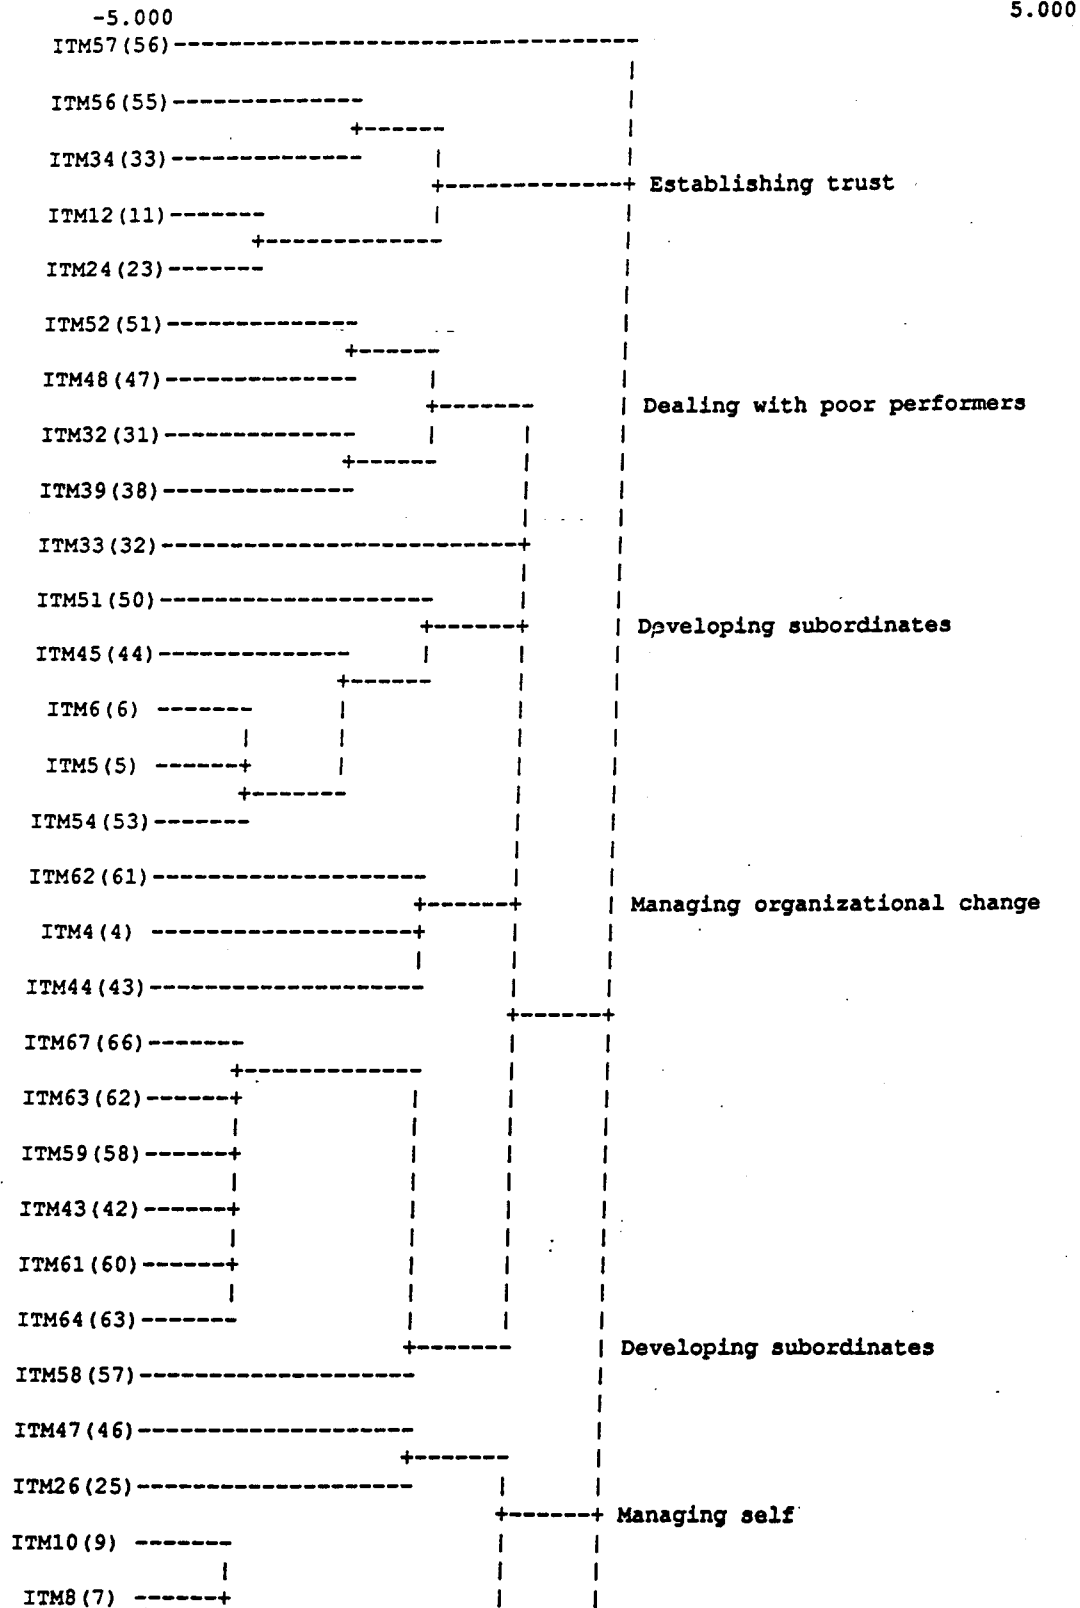 -5.000 5.000
ITM57(56)
ITM56(55)
ITM34(33)
Establishing trust
ITM12(11)
ITM24(23)
ITM52(51)
ITM48(47)
Dealing with poor performers
ITM32(31)
ITM39(38)
ITM33(32)
ITM51(50)
Developing subordinates
ITM45(44)
ITM6(6)
ITM5(5)
ITM54(53)
ITM62(61)
Managing organizational change
ITM4(4)
ITM44(43)
ITM67(66)
ITM63(62)
ITM59(58)
ITM43(42)
ITM61(60)
ITM64(63)
Developing subordinates
ITM58(57)
ITM47(46)
ITM26(25)
Managing self
ITM10(9)
ITM8(7)